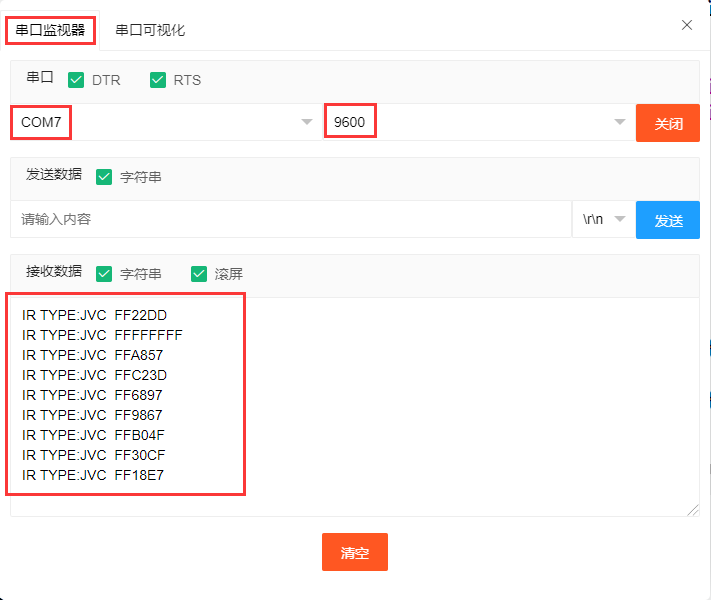 串口监视器 串口可视化
串口 DTR RTS
COM7 9600 关闭
发送数据 字符串
请输入内容 \r\n 发送
接收数据 字符串 滚屏
IR TYPE:JVC  FF22DD
IR TYPE:JVC  FFFFFFFF
IR TYPE:JVC  FFA857
IR TYPE:JVC  FFC23D
IR TYPE:JVC  FF6897
IR TYPE:JVC  FF9867
IR TYPE:JVC  FFB04F
IR TYPE:JVC  FF30CF
IR TYPE:JVC  FF18E7
清空